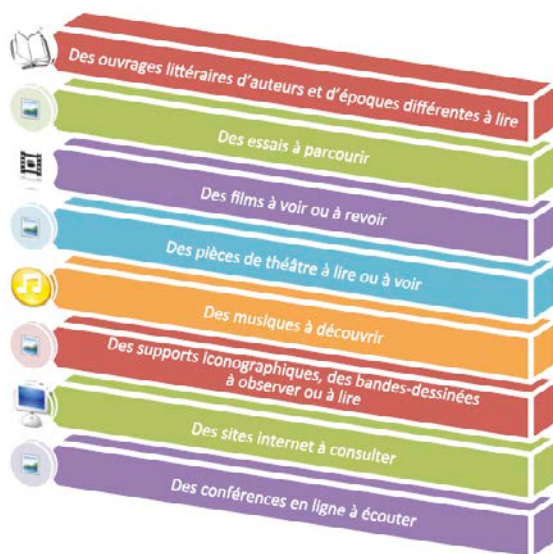 Des ouvrages littéraires d'auteurs et d'époques différentes à lire
Des essais à parcourir
Des films à voir ou à revoir
Des pièces de théâtre à lire ou à voir
Des musiques à découvrir
Des supports iconographiques, des bandes-dessinées
à observer ou à lire
Des sites internet à consulter
Des conférences en ligne à écouter